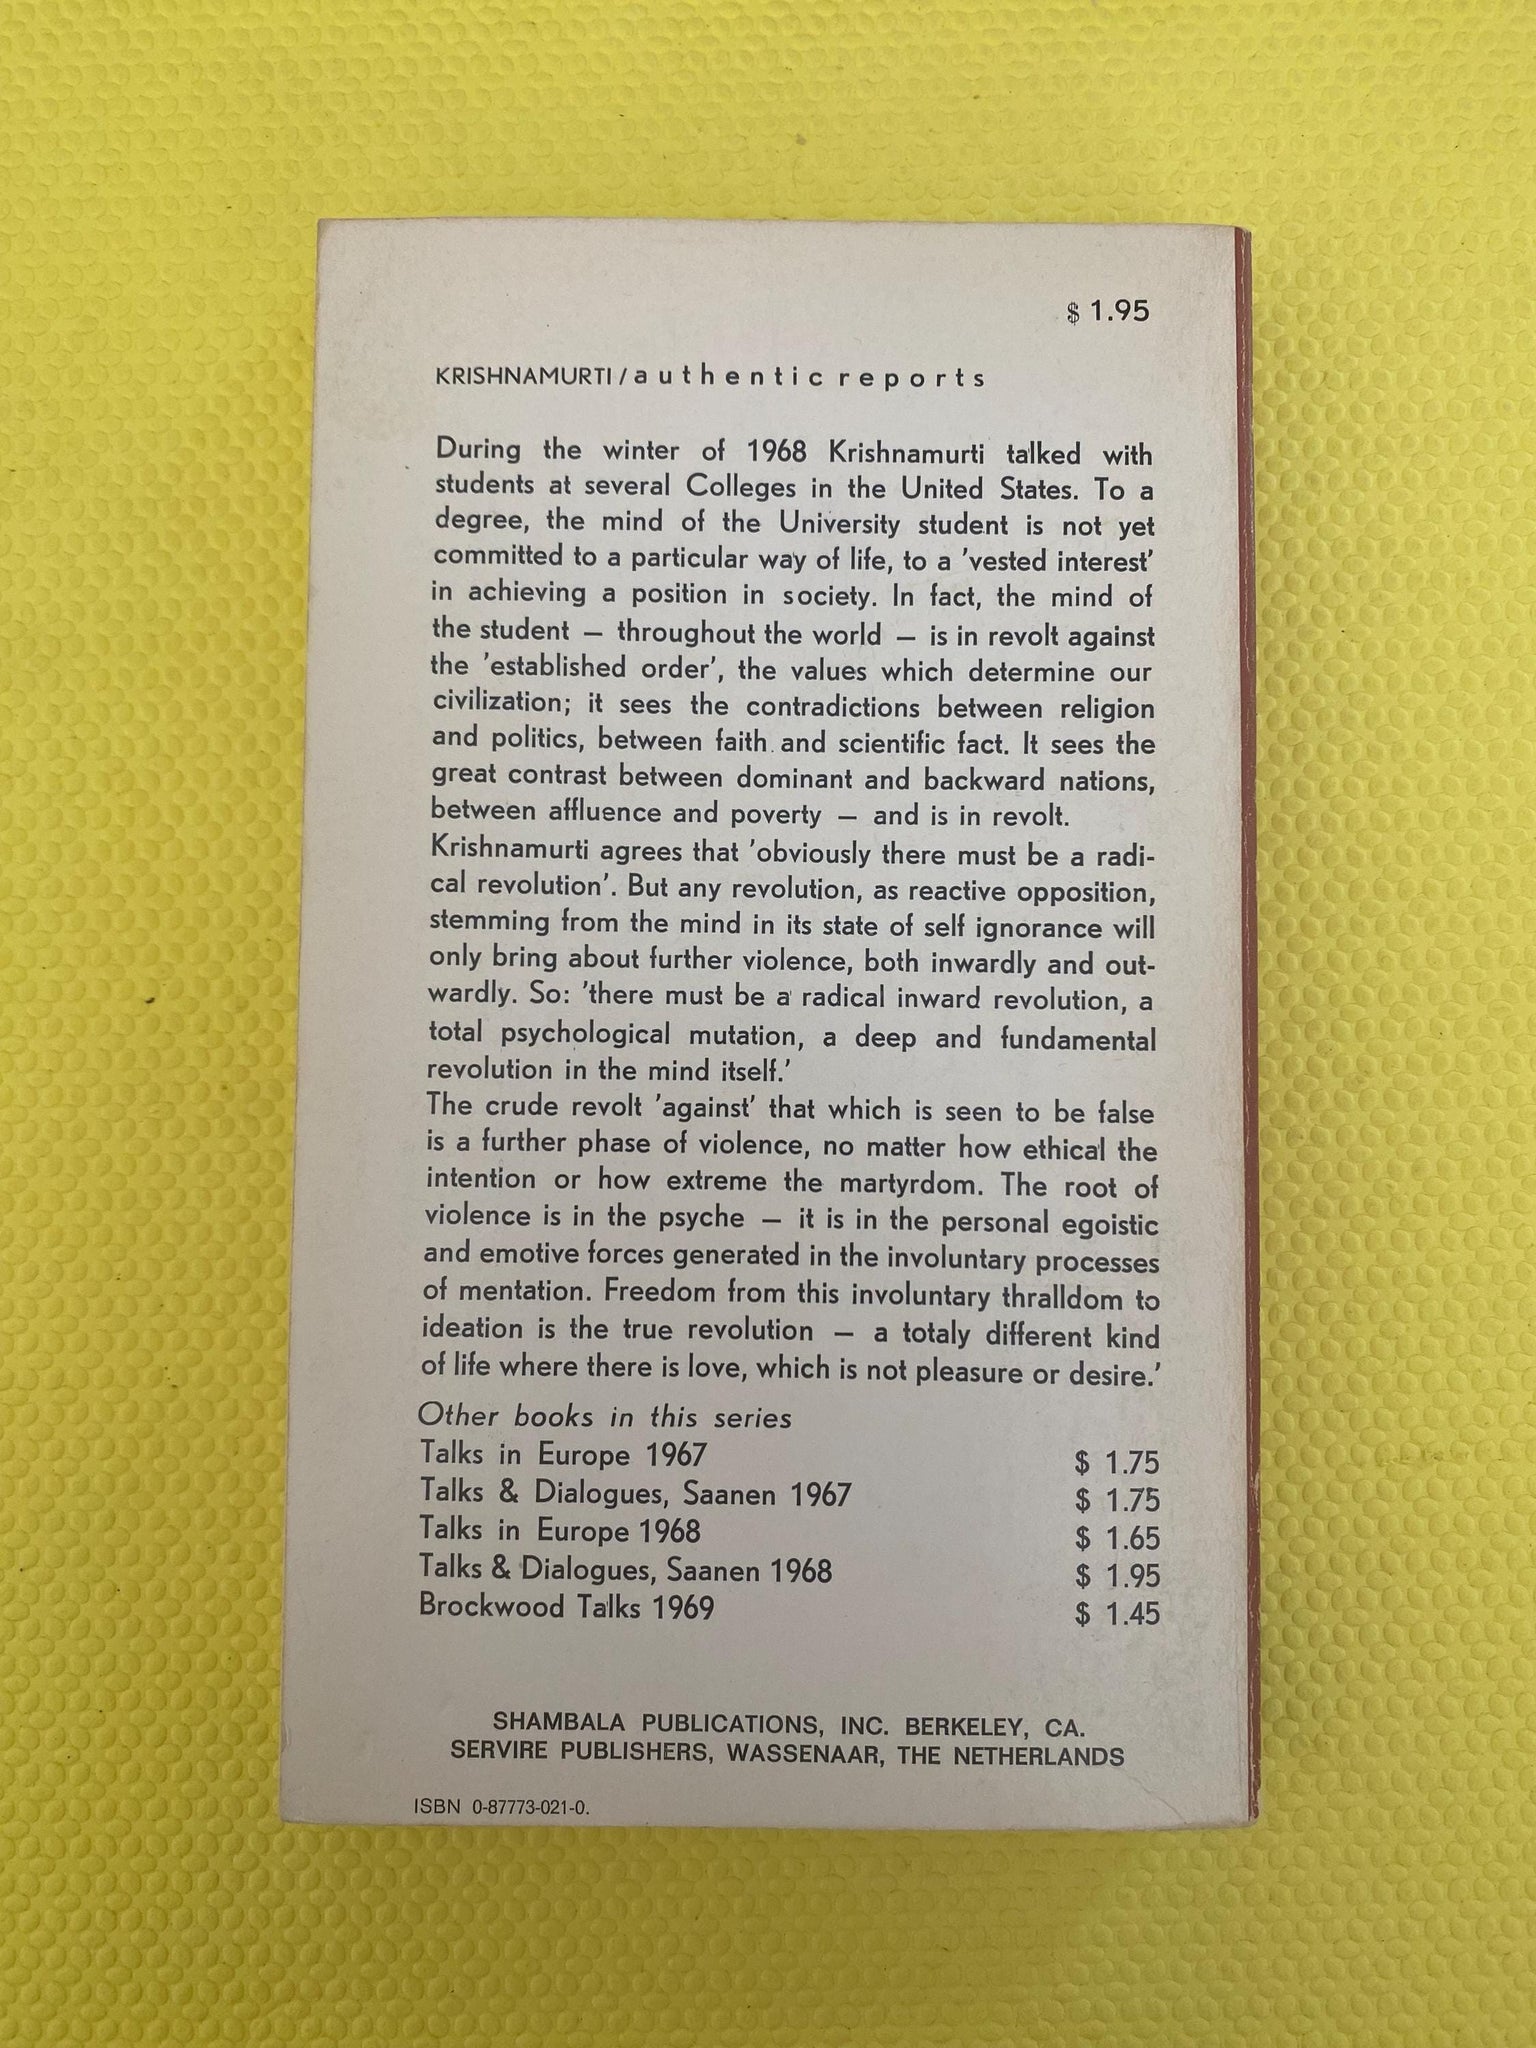 $ 1.95
KRISHNAMURTI / authentic reports
During the winter of 1968 Krishnamurti talked with
students at several Colleges in the United States. To a
degree, the mind of the University student is not yet
committed to a particular way of life, to a 'vested interest'
in achieving a position in society. In fact, the mind of
the student — throughout the world — is in revolt against
the 'established order', the values which determine our
civilization; it sees the contradictions between religion
and politics, between faith and scientific fact. It sees the
great contrast between dominant and backward nations,
between affluence and poverty — and is in revolt.
Krishnamurti agrees that 'obviously there must be a radi-
cal revolution'. But any revolution, as reactive opposition,
stemming from the mind in its state of self ignorance will
only bring about further violence, both inwardly and out-
wardly. So: 'there must be a radical inward revolution, a
total psychological mutation, a deep and fundamental
revolution in the mind itself.'
The crude revolt 'against' that which is seen to be false
is a further phase of violence, no matter how ethical the
intention or how extreme the martyrdom. The root of
violence is in the psyche — it is in the personal egoistic
and emotive forces generated in the involuntary processes
of mentation. Freedom from this involuntary thralldom to
ideation is the true revolution — a totaly different kind
of life where there is love, which is not pleasure or desire.'
Other books in this series
Talks in Europe 1967 $ 1.75
Talks & Dialogues, Saanen 1967 $ 1.75
Talks in Europe 1968 $ 1.65
Talks & Dialogues, Saanen 1968 $ 1.95
Brockwood Talks 1969 $ 1.45
SHAMBALA PUBLICATIONS, INC. BERKELEY, CA.
SERVIRE PUBLISHERS, WASSENAAR, THE NETHERLANDS
ISBN 0-87773-021-0.